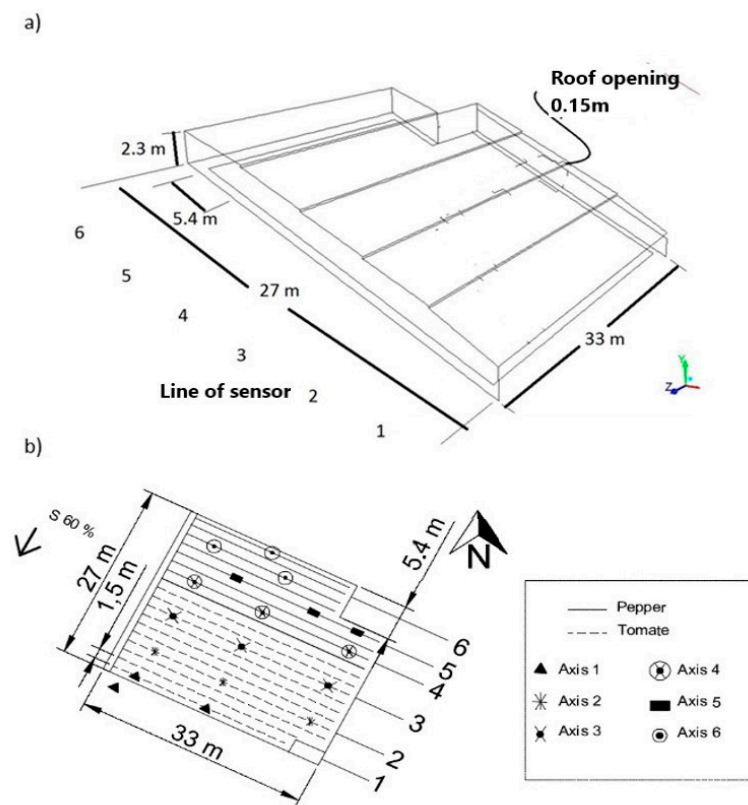 a)
Roof opening
0.15m
2.3 m
5.4 m
6
5
27 m
4
33 m
3
Line of sensor
2
1
Y
Z
b)
S 60 %
27 m
1,5 m
5.4 m
N
6
5
4
3
2
1
33 m
Pepper
Tomate
Axis 1
Axis 4
Axis 2
Axis 5
Axis 3
Axis 6